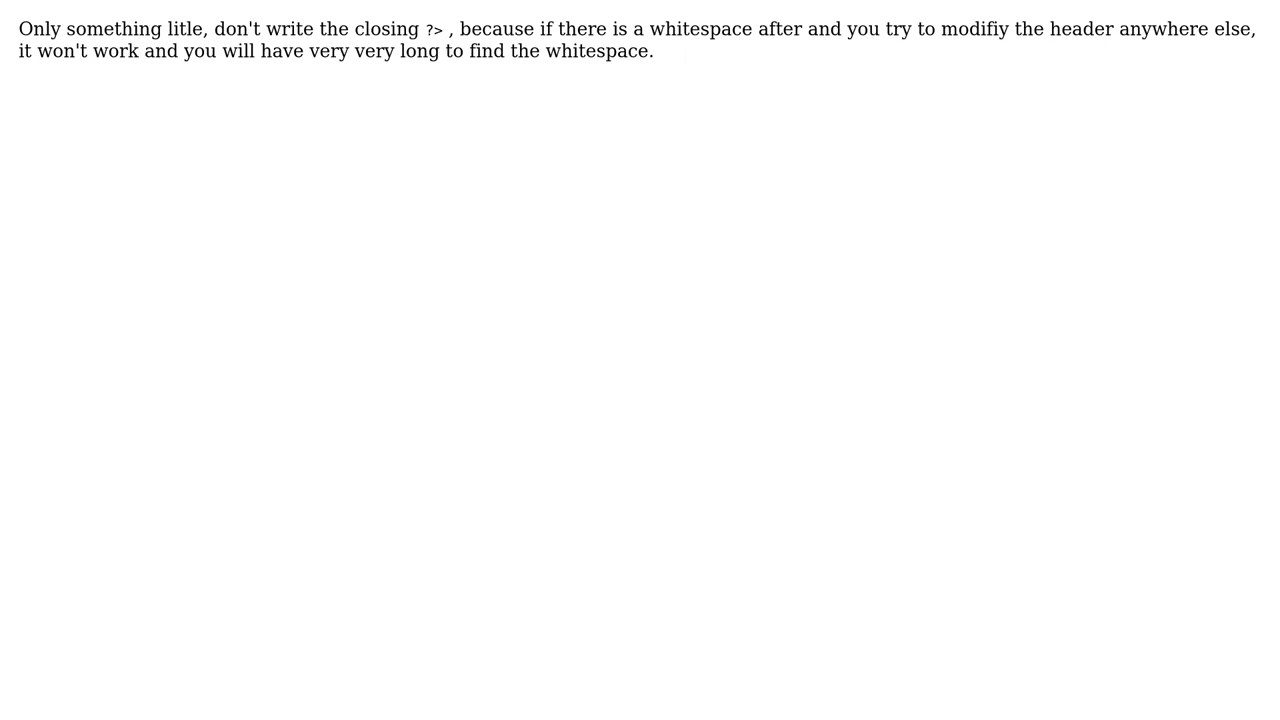 Only something litle, don't write the closing ?> , because if there is a whitespace after and you try to modifiy the header anywhere else,
it won't work and you will have very very long to find the whitespace.